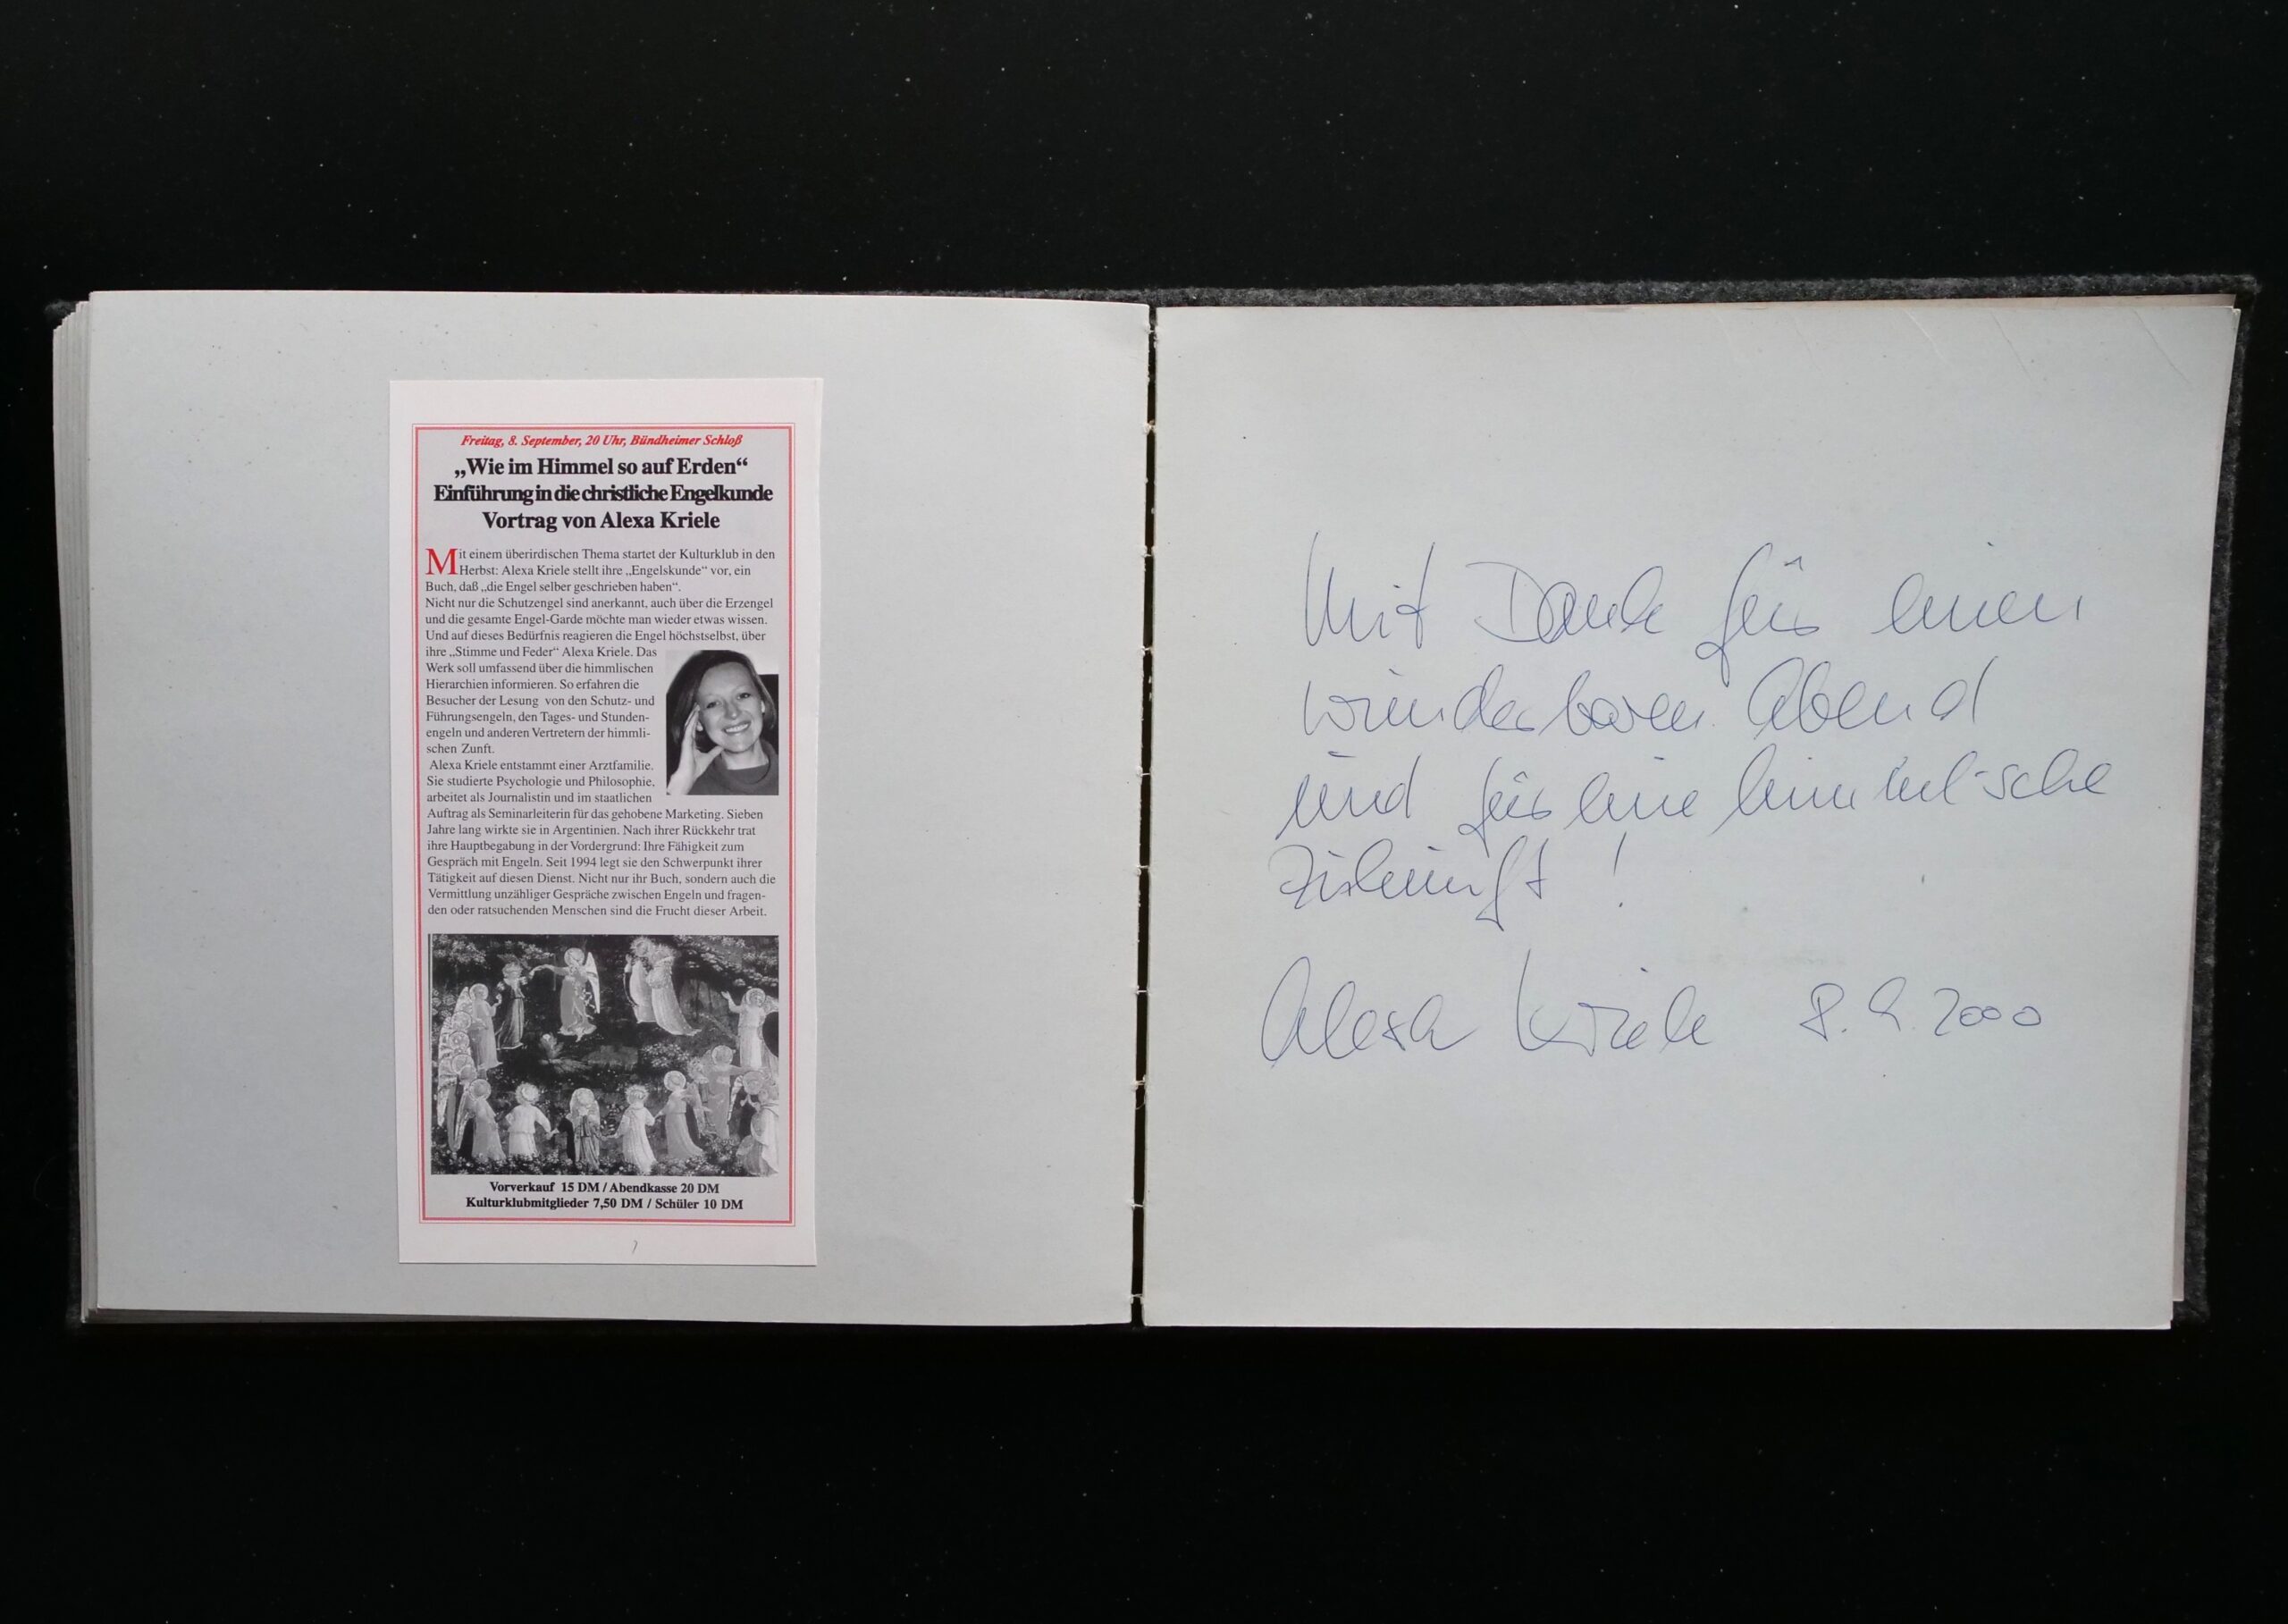 Freitag, 8. September, 20 Uhr, Bündheimer Schloß
„Wie im Himmel so auf Erden“
Einführung in die christliche Engelkunde
Vortrag von Alexa Kriele
Mit einem überirdischen Thema startet der Kulturklub in den
Herbst: Alexa Kriele stellt ihre „Engelskunde“ vor, ein
Buch, daß „die Engel selber geschrieben haben“.
Nicht nur die Schutzengel sind anerkannt, auch über die Erzengel
und die gesamte Engel-Garde möchte man wieder etwas wissen.
Und auf dieses Bedürfnis reagieren die Engel höchstselbst, über
ihre „Stimme und Feder“ Alexa Kriele. Das
Werk soll umfassend über die himmlischen
Hierarchien informieren. So erfahren die
Besucher der Lesung von den Schutz- und
Führungsengeln, den Tages- und Stunden-
engeln und anderen Vertretern der himmli-
schen Zunft.
Alexa Kriele entstammt einer Arztfamilie.
Sie studierte Psychologie und Philosophie,
arbeitet als Journalistin und im staatlichen
Auftrag als Seminarleiterin für das gehobene Marketing. Sieben
Jahre lang wirkte sie in Argentinien. Nach ihrer Rückkehr trat
ihre Hauptbegabung in der Vordergrund: Ihre Fähigkeit zum
Gespräch mit Engeln. Seit 1994 legt sie den Schwerpunkt ihrer
Tätigkeit auf diesen Dienst. Nicht nur ihr Buch, sondern auch die
Vermittlung unzähliger Gespräche zwischen Engeln und fragen-
den oder ratsuchenden Menschen sind die Frucht dieser Arbeit.
Vorverkauf 15 DM / Abendkasse 20 DM
Kulturklubmitglieder 7,50 DM / Schüler 10 DM
Mit Dank für einen
wunderbaren Abend
und für eine himmlische
Zukunft !
Alexa Kriele 8.9.2000